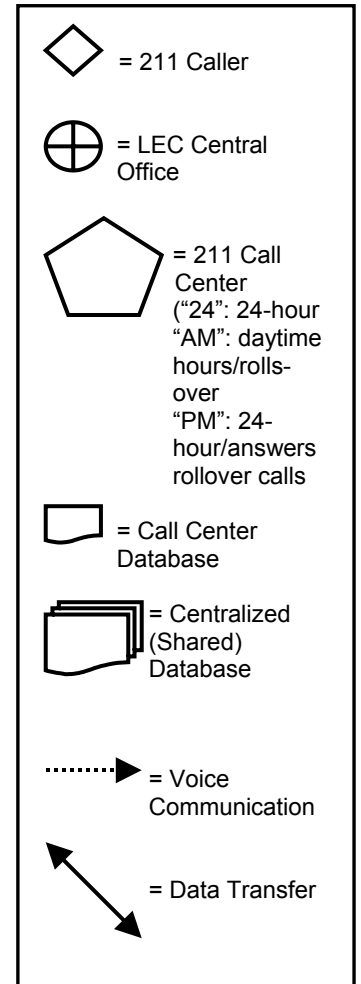 = 211 Caller
= LEC Central
Office
= 211 Call
Center
(“24”: 24-hour
“AM”: daytime
hours/rolls-
over
“PM”: 24-
hour/answers
rollover calls
= Call Center
Database
= Centralized
(Shared)
Database
= Voice
Communication
= Data Transfer